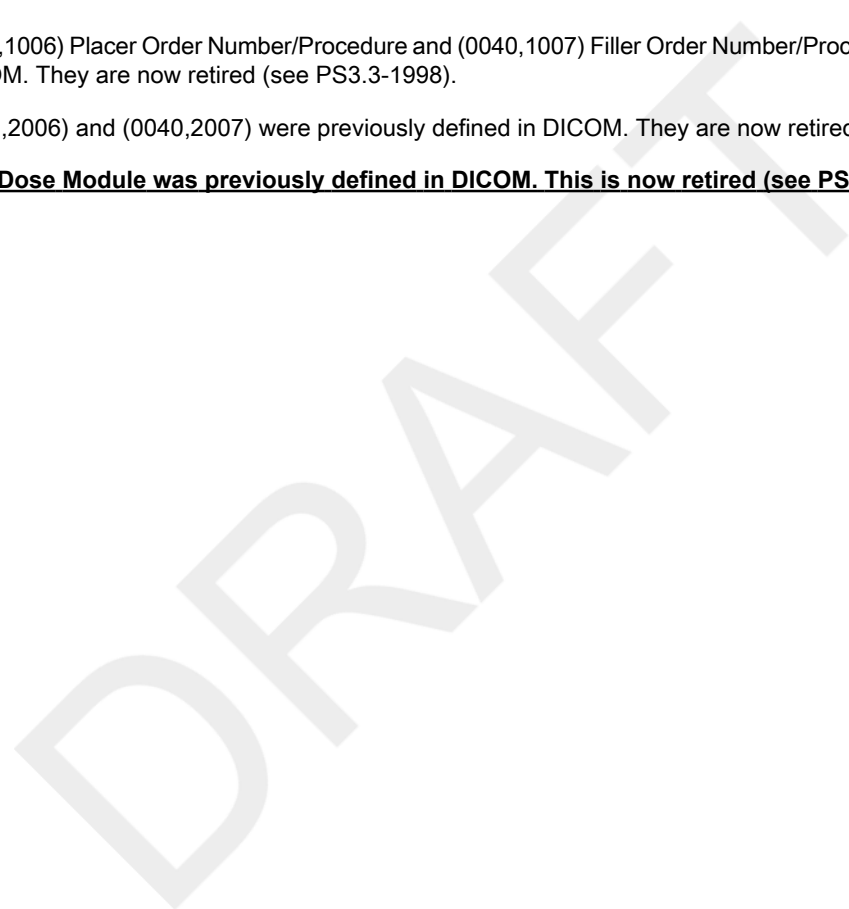 ,1006) Placer Order Number/Procedure and (0040,1007) Filler Order Number/Proc
OM. They are now retired (see PS3.3-1998).
,2006) and (0040,2007) were previously defined in DICOM. They are now retired
Dose Module was previously defined in DICOM. This is now retired (see PS
DRAFT